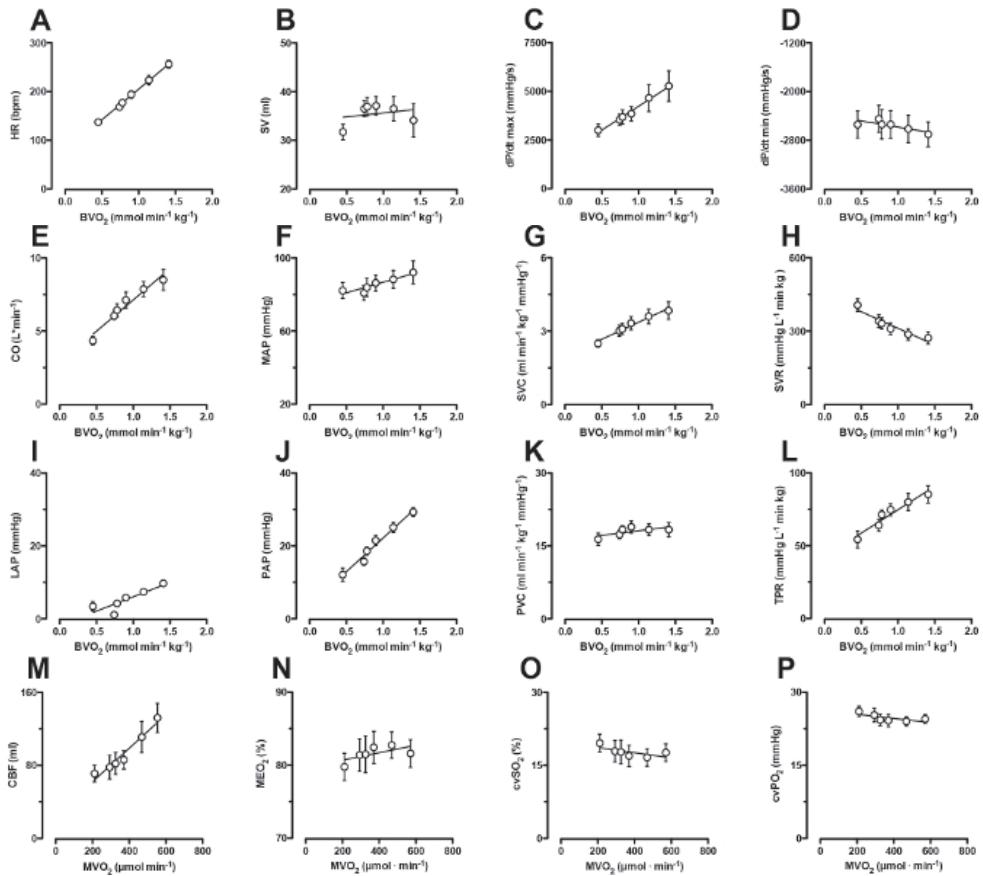 A
B
C
D
HR (bpm)
300
200
100
0
0.0 0.5 1.0 1.5 2.0
BVO2 (mmol min-1 kg-1)
SV (ml)
50
40
30
20
0.0 0.5 1.0 1.5 2.0
BVO2 (mmol min-1 kg-1)
dP/dt max (mmHg/s)
7500
5000
2500
0
0.0 0.5 1.0 1.5 2.0
BVO2 (mmol min-1 kg-1)
dP/dt min (mmHg/s)
-1200
-2000
-2800
-3600
0.0 0.5 1.0 1.5 2.0
BVO2 (mmol min-1 kg-1)
E
F
G
H
CO (L*min-1)
10
5
0
0.0 0.5 1.0 1.5 2.0
BVO2 (mmol min-1 kg-1)
MAP (mmHg)
100
60
20
0.0 0.5 1.0 1.5 2.0
BVO2 (mmol min-1 kg-1)
SVC (ml min-1 kg-1 mmHg-1)
6
3
0
0.0 0.5 1.0 1.5 2.0
BVO2 (mmol min-1 kg-1)
SVR (mmHg L-1 min kg)
600
300
0
0.0 0.5 1.0 1.5 2.0
BVO2 (mmol min-1 kg-1)
I
J
K
L
LAP (mmHg)
40
20
0
0.0 0.5 1.0 1.5 2.0
BVO2 (mmol min-1 kg-1)
PAP (mmHg)
40
20
0
0.0 0.5 1.0 1.5 2.0
BVO2 (mmol min-1 kg-1)
PVC (ml min-1 kg-1 mmHg-1)
30
15
0
0.0 0.5 1.0 1.5 2.0
BVO2 (mmol min-1 kg-1)
TPR (mmHg L-1 min kg)
100
50
0
0.0 0.5 1.0 1.5 2.0
BVO2 (mmol min-1 kg-1)
M
N
O
P
CBF (ml)
160
80
0
0 200 400 600 800
MVO2 (µmol min-1)
MEO2 (%)
90
80
70
0 200 400 600 800
MVO2 (µmol · min-1)
cvSO2 (%)
30
15
0
0 200 400 600 800
MVO2 (µmol · min-1)
cvPO2 (mmHg)
30
15
0
0 200 400 600 800
MVO2 (µmol · min-1)